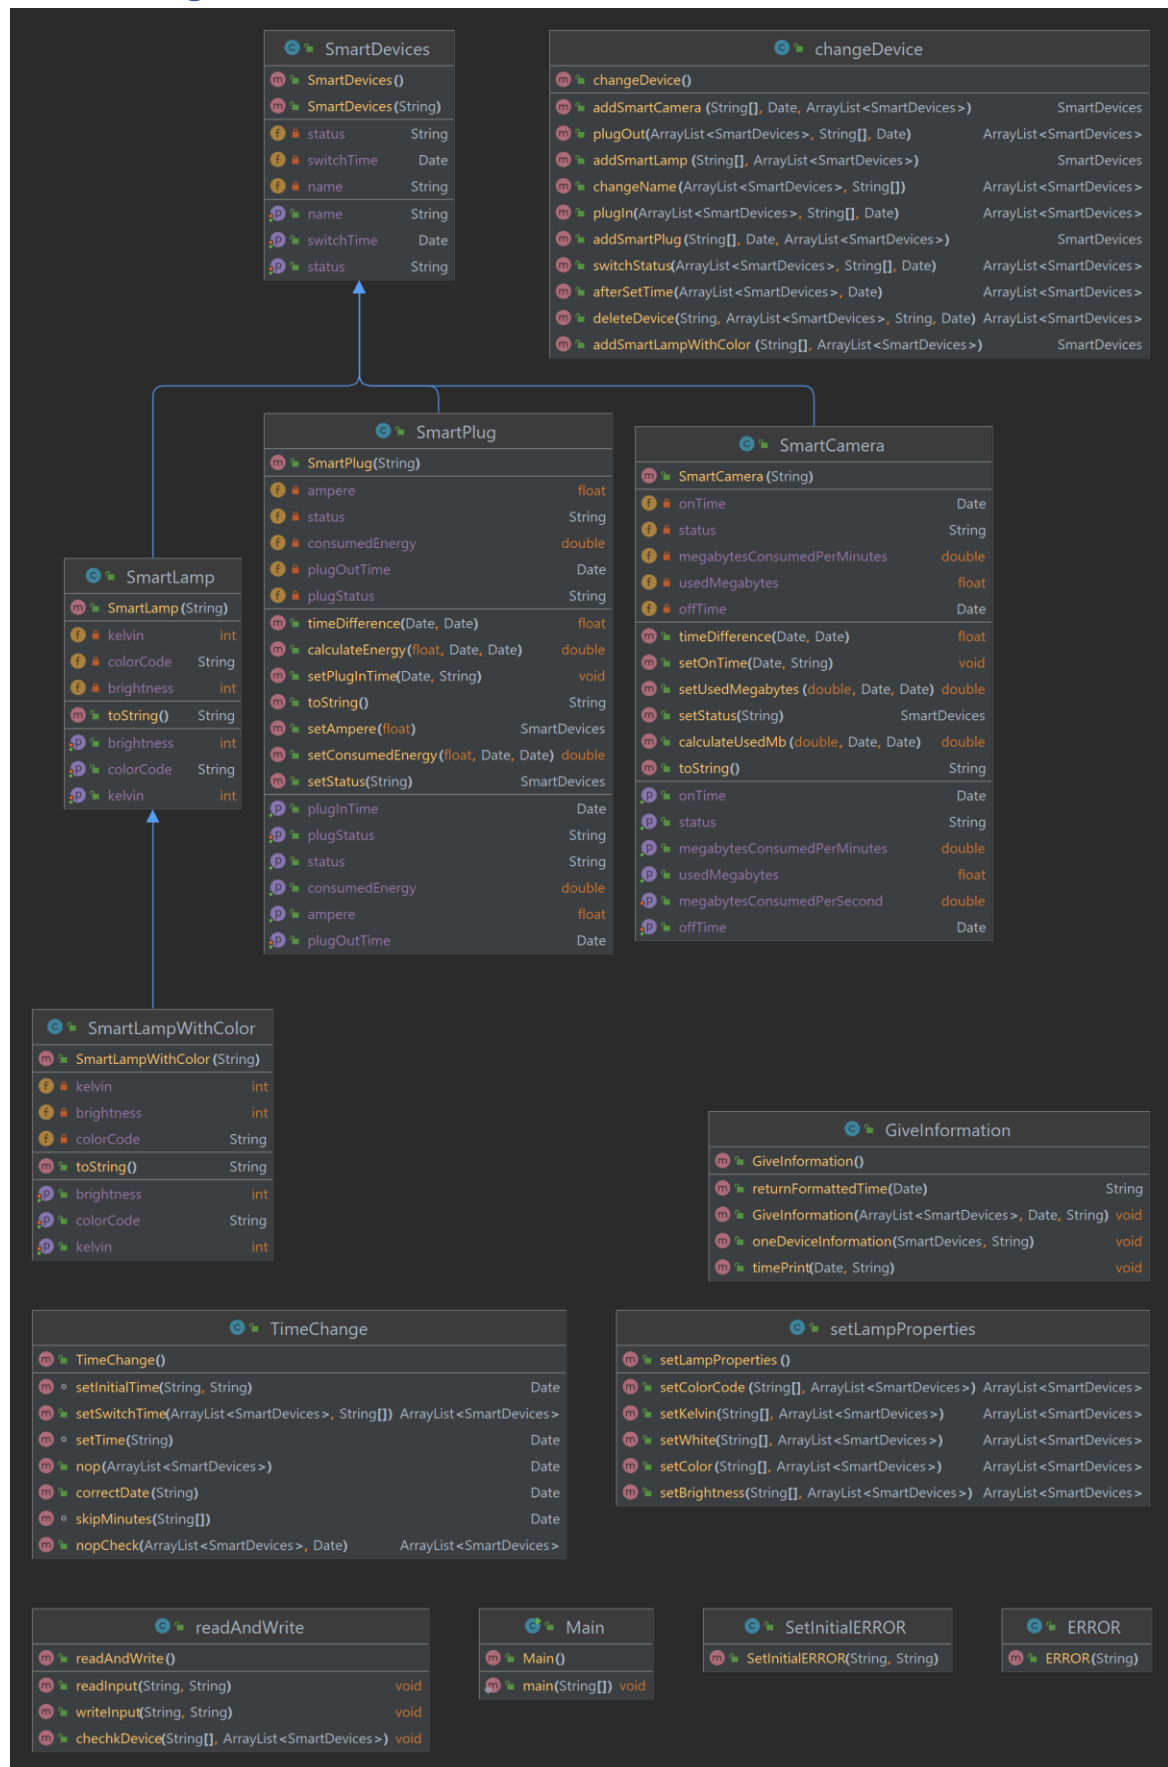 SmartDevices
SmartDevices()
SmartDevices(String)
status String
switchTime Date
name String
name String
switchTime Date
status String
changeDevice
changeDevice()
addSmartCamera (String[], Date, ArrayList<SmartDevices>) SmartDevices
plugOut(ArrayList<SmartDevices>, String[], Date) ArrayList<SmartDevices>
addSmartLamp (String[], ArrayList<SmartDevices>) SmartDevices
changeName(ArrayList<SmartDevices>, String[]) ArrayList<SmartDevices>
plugIn(ArrayList<SmartDevices>, String[], Date) ArrayList<SmartDevices>
addSmartPlug (String[], Date, ArrayList<SmartDevices>) SmartDevices
switchStatus(ArrayList<SmartDevices>, String[], Date) ArrayList<SmartDevices>
afterSetTime(ArrayList<SmartDevices>, Date) ArrayList<SmartDevices>
deleteDevice(String, ArrayList<SmartDevices>, String, Date) ArrayList<SmartDevices>
addSmartLampWithColor (String[], ArrayList<SmartDevices>) SmartDevices
SmartPlug
SmartPlug(String)
ampere float
status String
consumedEnergy double
plugOutTime Date
plugStatus String
timeDifference(Date, Date) float
calculateEnergy(float, Date, Date) double
setPlugInTime(Date, String) void
toString() String
setAmpere(float) SmartDevices
setConsumedEnergy(float, Date, Date) double
setStatus(String) SmartDevices
plugInTime Date
plugStatus String
status String
consumedEnergy double
ampere float
plugOutTime Date
SmartCamera
SmartCamera (String)
onTime Date
status String
megabytesConsumedPerMinutes double
usedMegabytes float
offTime Date
timeDifference(Date, Date) float
setOnTime(Date, String) void
setUsedMegabytes (double, Date, Date) double
setStatus(String) SmartDevices
calculateUsedMb (double, Date, Date) double
toString() String
onTime Date
status String
megabytesConsumedPerMinutes double
usedMegabytes float
megabytesConsumedPerSecond double
offTime Date
SmartLamp
SmartLamp (String)
kelvin int
colorCode String
brightness int
toString() String
brightness int
colorCode String
kelvin int
SmartLampWithColor
SmartLampWithColor (String)
kelvin int
brightness int
colorCode String
toString() String
brightness int
colorCode String
kelvin int
GiveInformation
GiveInformation()
returnFormattedTime(Date) String
GiveInformation(ArrayList<SmartDevices>, Date, String) void
oneDeviceInformation(SmartDevices, String) void
timePrint(Date, String) void
TimeChange
TimeChange()
setInitialTime(String, String) Date
setSwitchTime(ArrayList<SmartDevices>, String[]) ArrayList<SmartDevices>
setTime(String) Date
nop(ArrayList<SmartDevices>) Date
correctDate(String) Date
skipMinutes(String[]) Date
nopCheck(ArrayList<SmartDevices>, Date) ArrayList<SmartDevices>
setLampProperties
setLampProperties ()
setColorCode (String[], ArrayList<SmartDevices>) ArrayList<SmartDevices>
setKelvin(String[], ArrayList<SmartDevices>) ArrayList<SmartDevices>
setWhite(String[], ArrayList<SmartDevices>) ArrayList<SmartDevices>
setColor (String[], ArrayList<SmartDevices>) ArrayList<SmartDevices>
setBrightness(String[], ArrayList<SmartDevices>) ArrayList<SmartDevices>
readAndWrite
readAndWrite()
readInput(String, String) void
writeInput(String, String) void
chechkDevice(String[], ArrayList<SmartDevices>) void
Main
Main()
main(String[]) void
SetInitialERROR
SetInitialERROR(String, String)
ERROR
ERROR(String)